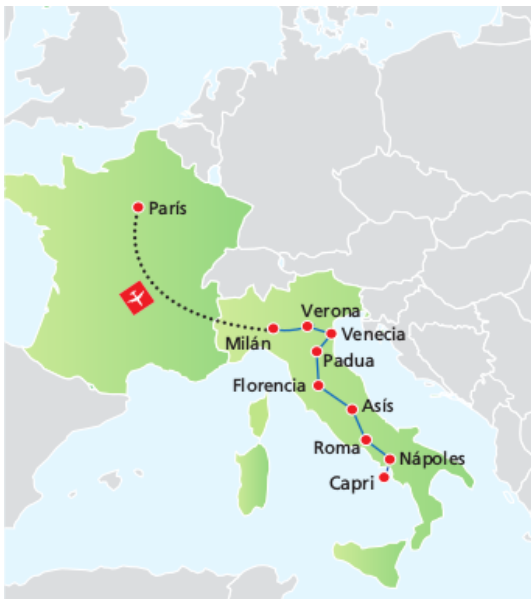 París
Verona
Milán
Venecia
Padua
Florencia
Asís
Roma
Nápoles
Capri